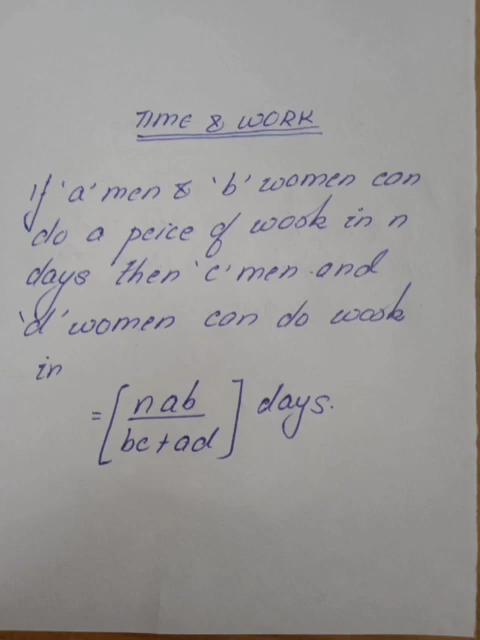 TIME & WORK
If 'a' men & 'b' women can
do a peice of work in n
days then 'c' men and
'd' women can do work
in
= [nab / bc + ad] days.